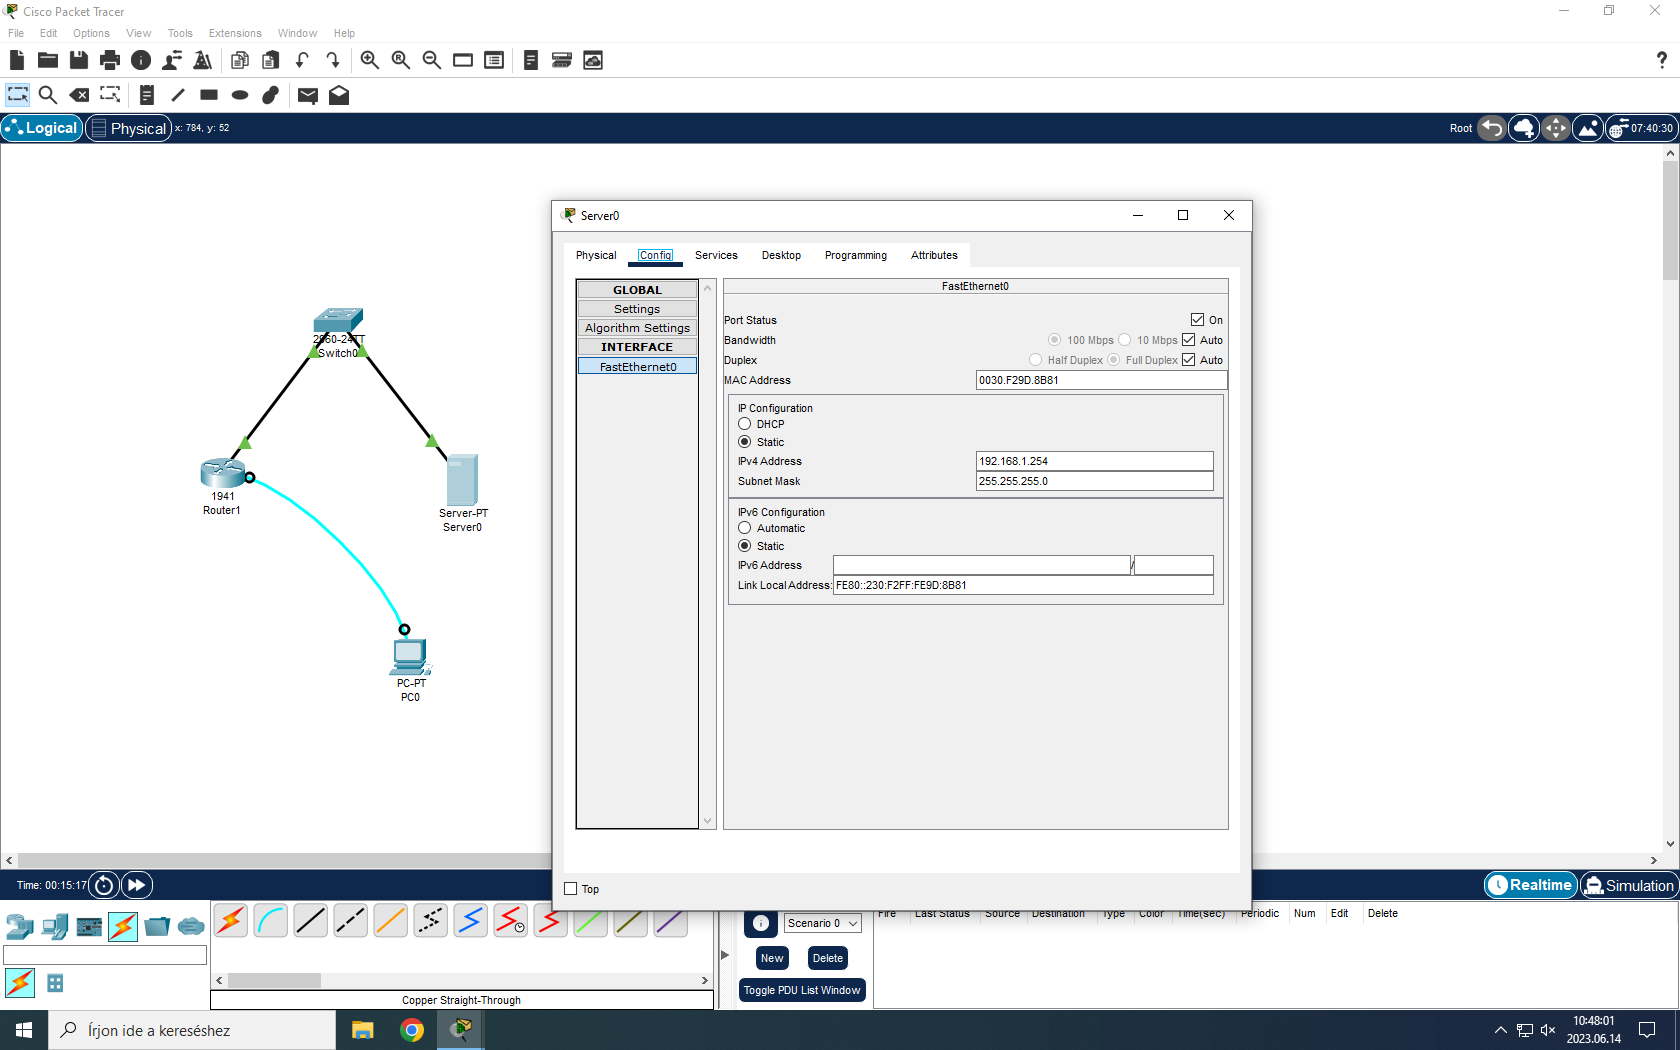 Cisco Packet Tracer
File Edit Options View Tools Extensions Window Help
Logical Physical x: 784, y: 52 Root 07:40:30
2960-24TT
Switch0
1941
Router1
Server-PT
Server0
PC-PT
PC0
Server0
Physical Config Services Desktop Programming Attributes
GLOBAL
Settings
Algorithm Settings
INTERFACE
FastEthernet0
FastEthernet0
Port Status On
Bandwidth 100 Mbps 10 Mbps Auto
Duplex Half Duplex Full Duplex Auto
MAC Address 0030.F29D.8B81
IP Configuration
DHCP
Static
IPv4 Address 192.168.1.254
Subnet Mask 255.255.255.0
IPv6 Configuration
Automatic
Static
IPv6 Address /
Link Local Address: FE80::230:F2FF:FE9D:8B81
Top
Time: 00:15:17 Realtime Simulation
Scenario 0
New Delete
Toggle PDU List Window
Fire Last Status Source Destination Type Color Time(sec) Periodic Num Edit Delete
Copper Straight-Through
Írjon ide a kereséshez
10:48:01
2023.06.14